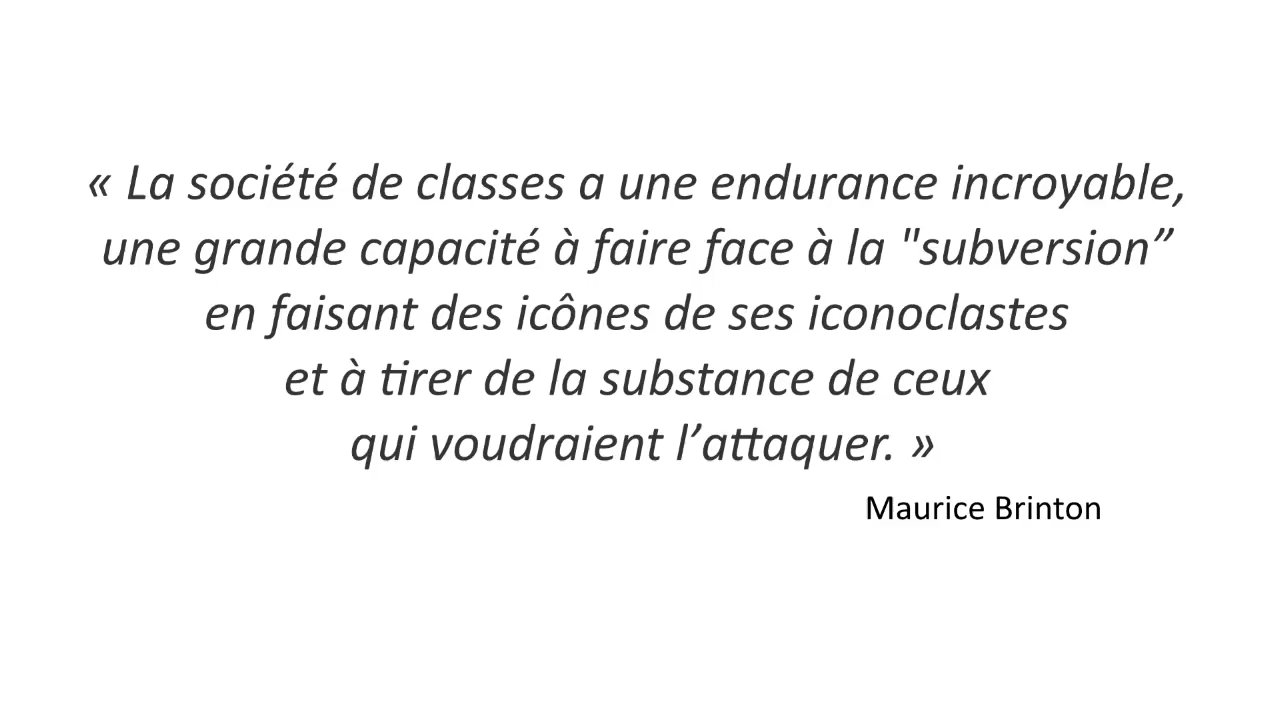 « La société de classes a une endurance incroyable,
une grande capacité à faire face à la "subversion”
en faisant des icônes de ses iconoclastes
et à tirer de la substance de ceux
qui voudraient l’attaquer. »
Maurice Brinton